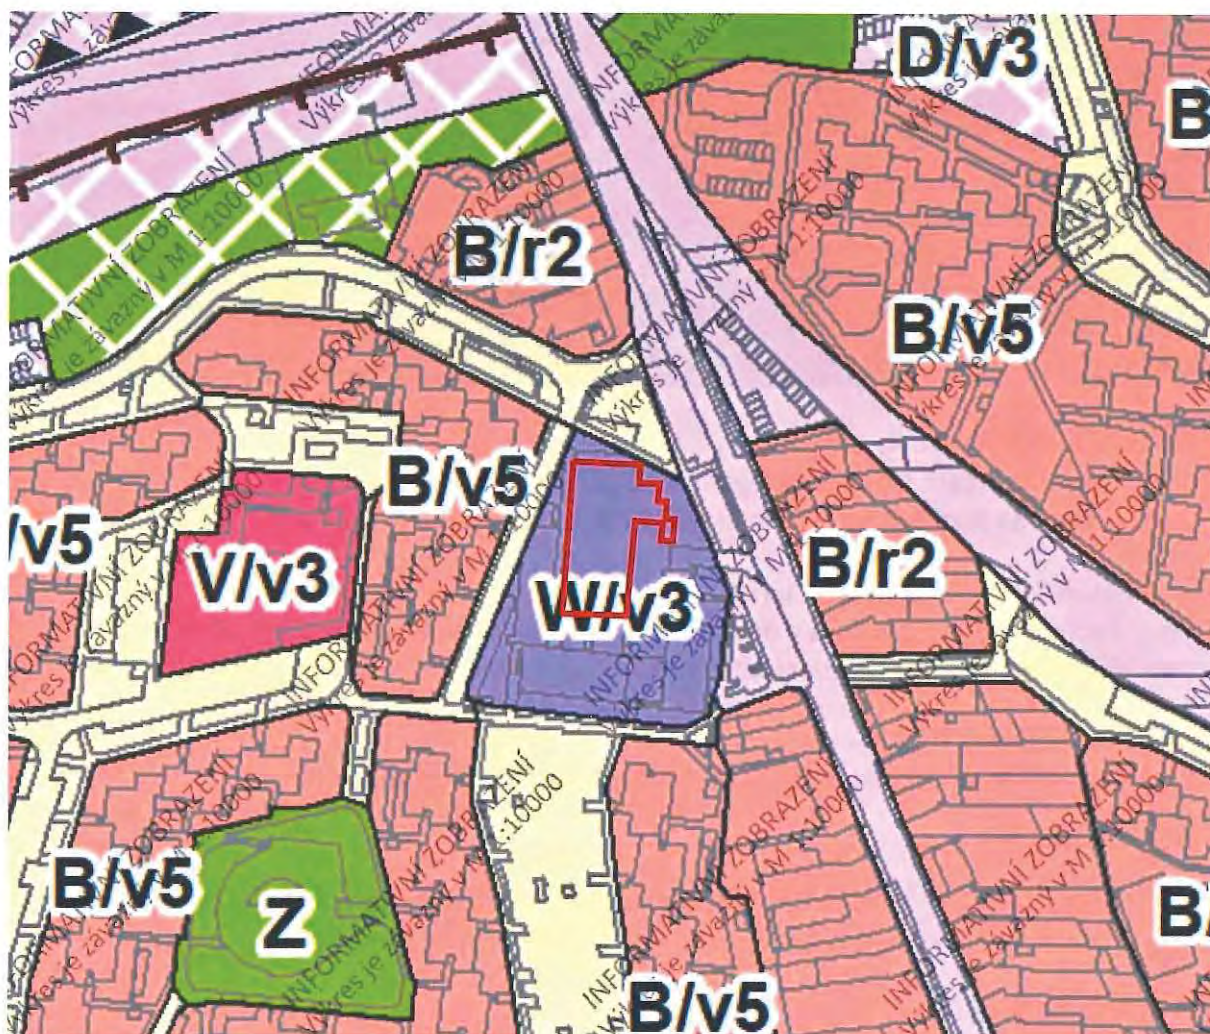 D/v3
B
B/r2
B/v5
B/v5
/v5
V/v3
B/r2
W/v3
B/v5
Z
B/
B/v5
INFORMATIVNÍ ZOBRAZENÍ
Výkres je závazný v M 1:10000